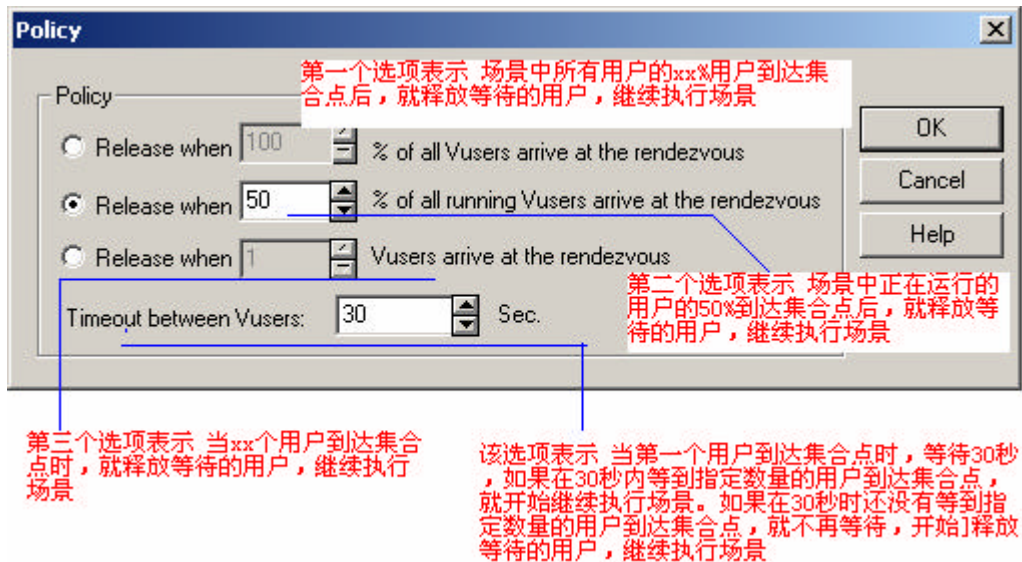 Policy
第一个选项表示 场景中所有用户的xx%用户到达集
合点后，就释放等待的用户，继续执行场景
Policy
Release when 100 % of all Vusers arrive at the rendezvous
Release when 50 % of all running Vusers arrive at the rendezvous
Release when 1 Vusers arrive at the rendezvous
Timeout between Vusers: 30 Sec.
OK
Cancel
Help
第二个选项表示 场景中正在运行的
用户的50%到达集合点后，就释放等
待的用户，继续执行场景
第三个选项表示 当xx个用户到达集合
点时，就释放等待的用户，继续执行
场景
该选项表示 当第一个用户到达集合点时，等待30秒
，如果在30秒内等到指定数量的用户到达集合点，
就开始继续执行场景。如果在30秒时还没有等到指
定数量的用户到达集合点，就不再等待，开始]释放
等待的用户，继续执行场景